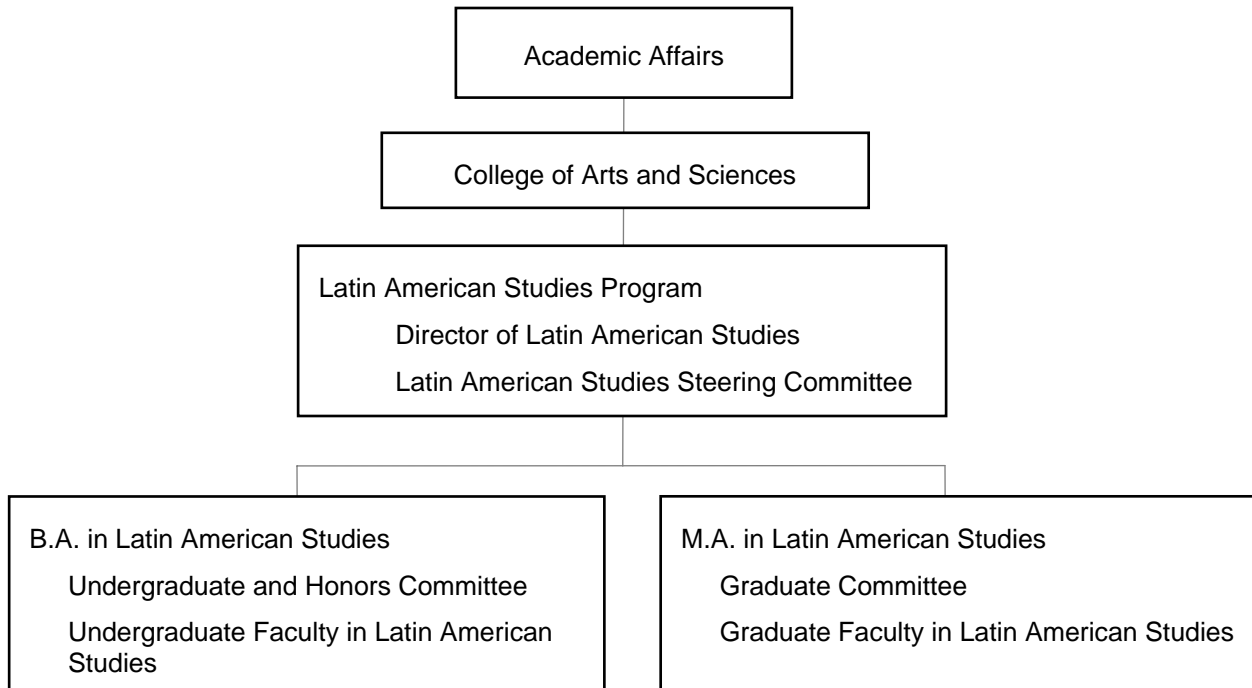 Academic Affairs
College of Arts and Sciences
Latin American Studies Program
Director of Latin American Studies
Latin American Studies Steering Committee
B.A. in Latin American Studies
Undergraduate and Honors Committee
Undergraduate Faculty in Latin American
Studies
M.A. in Latin American Studies
Graduate Committee
Graduate Faculty in Latin American Studies